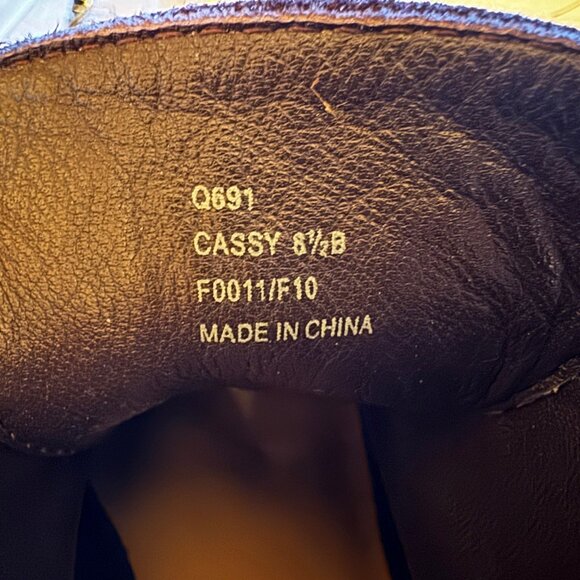 Q691
CASSY 8½B
F0011/F10
MADE IN CHINA